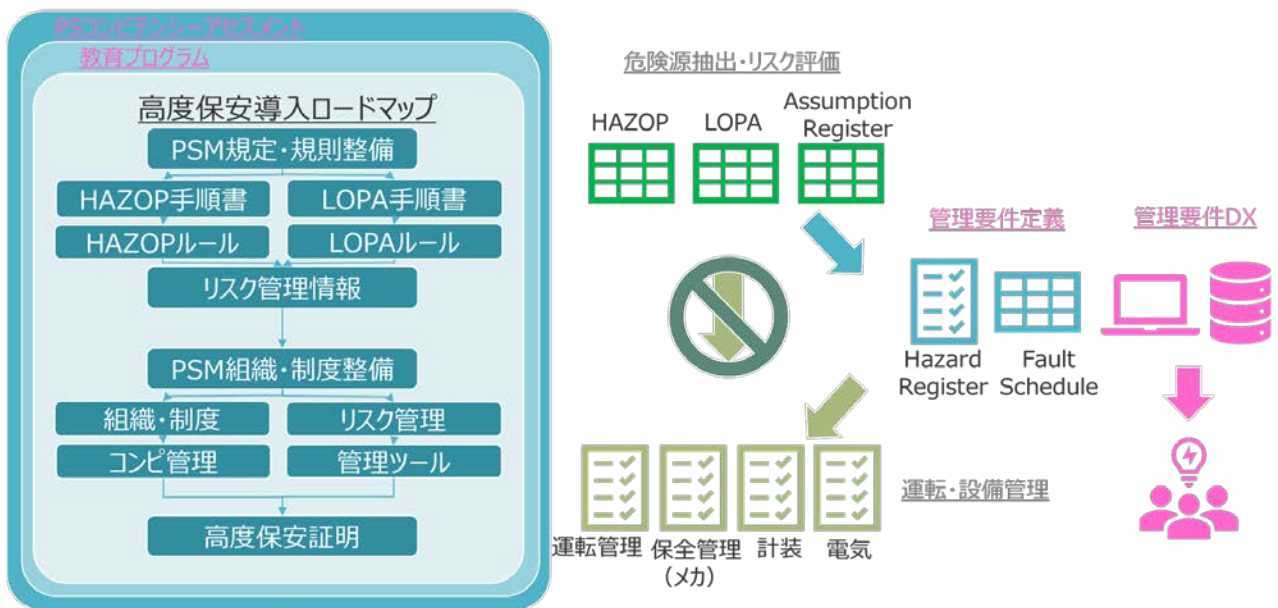 PSコンピテンシーアセスメント
教育プログラム
高度保安導入ロードマップ
PSM規定・規則整備
HAZOP手順書
LOPA手順書
HAZOPルール
LOPAルール
リスク管理情報
PSM組織・制度整備
組織・制度
リスク管理
コンピ管理
管理ツール
高度保安証明
危険源抽出・リスク評価
HAZOP
LOPA
Assumption
Register
管理要件定義
管理要件DX
Hazard
Register
Fault
Schedule
運転・設備管理
運転管理
保全管理
（メカ）
計装
電気